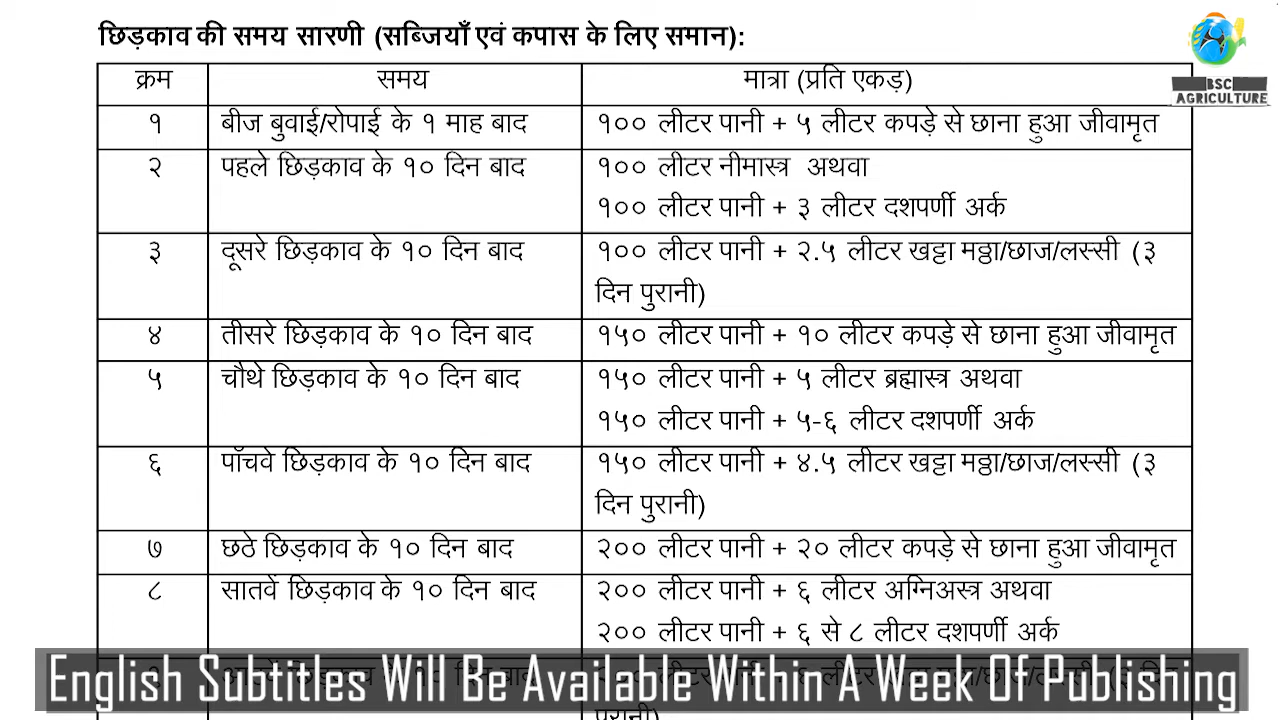 छिड़काव की समय सारणी (सब्जियाँ एवं कपास के लिए समान):
BSC
AGRICULTURE
क्रम समय मात्रा (प्रति एकड़)
१ बीज बुवाई/रोपाई के १ माह बाद १०० लीटर पानी + ५ लीटर कपड़े से छाना हुआ जीवामृत
२ पहले छिड़काव के १० दिन बाद १०० लीटर नीमास्त्र अथवा
१०० लीटर पानी + ३ लीटर दशपर्णी अर्क
३ दूसरे छिड़काव के १० दिन बाद १०० लीटर पानी + २.५ लीटर खट्टा मठ्ठा/छाज/लस्सी (३
दिन पुरानी)
४ तीसरे छिड़काव के १० दिन बाद १५० लीटर पानी + १० लीटर कपड़े से छाना हुआ जीवामृत
५ चौथे छिड़काव के १० दिन बाद १५० लीटर पानी + ५ लीटर ब्रह्मास्त्र अथवा
१५० लीटर पानी + ५-६ लीटर दशपर्णी अर्क
६ पाँचवे छिड़काव के १० दिन बाद १५० लीटर पानी + ४.५ लीटर खट्टा मठ्ठा/छाज/लस्सी (३
दिन पुरानी)
७ छठे छिड़काव के १० दिन बाद २०० लीटर पानी + २० लीटर कपड़े से छाना हुआ जीवामृत
८ सातवें छिड़काव के १० दिन बाद २०० लीटर पानी + ६ लीटर अग्निअस्त्र अथवा
२०० लीटर पानी + ६ से ८ लीटर दशपर्णी अर्क
English Subtitles Will Be Available Within A Week Of Publishing